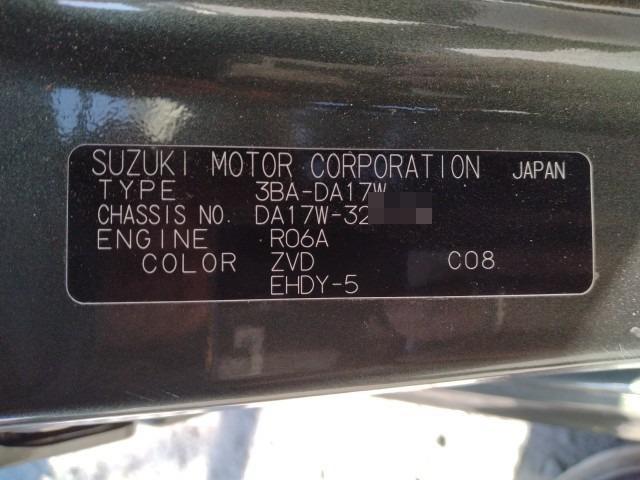 SUZUKI MOTOR CORPORATION JAPAN
TYPE 3BA-DA17W
CHASSIS NO. DA17W-32
ENGINE R06A
COLOR ZVD C08
EHDY-5